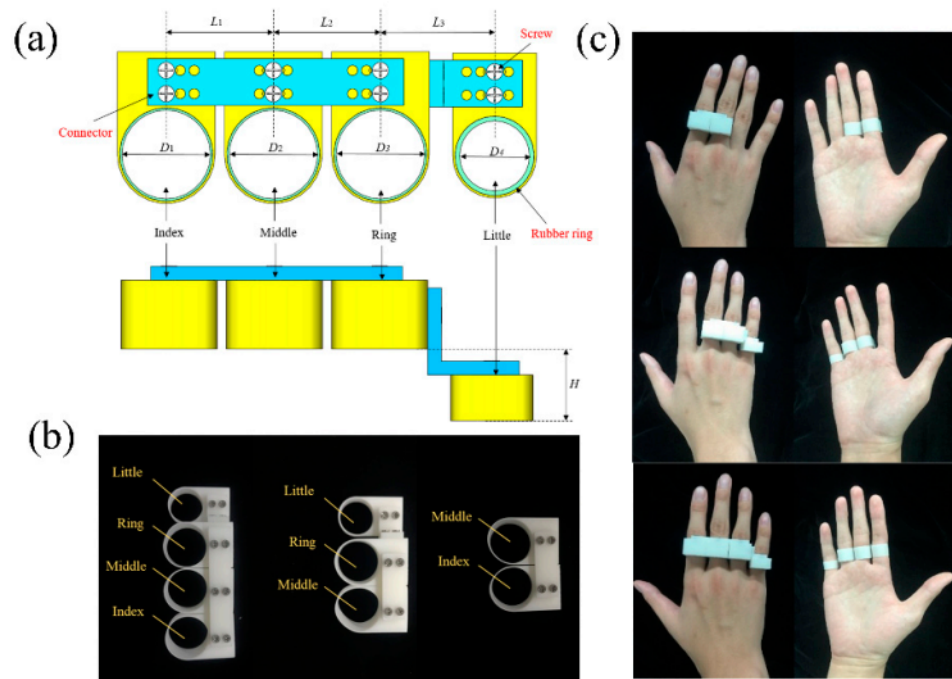 (a)
L1
L2
L3
Screw
Connector
D1
D2
D3
D4
Index
Middle
Ring
Little
Rubber ring
H
(b)
Little
Ring
Middle
Index
Little
Ring
Middle
Middle
Index
(c)